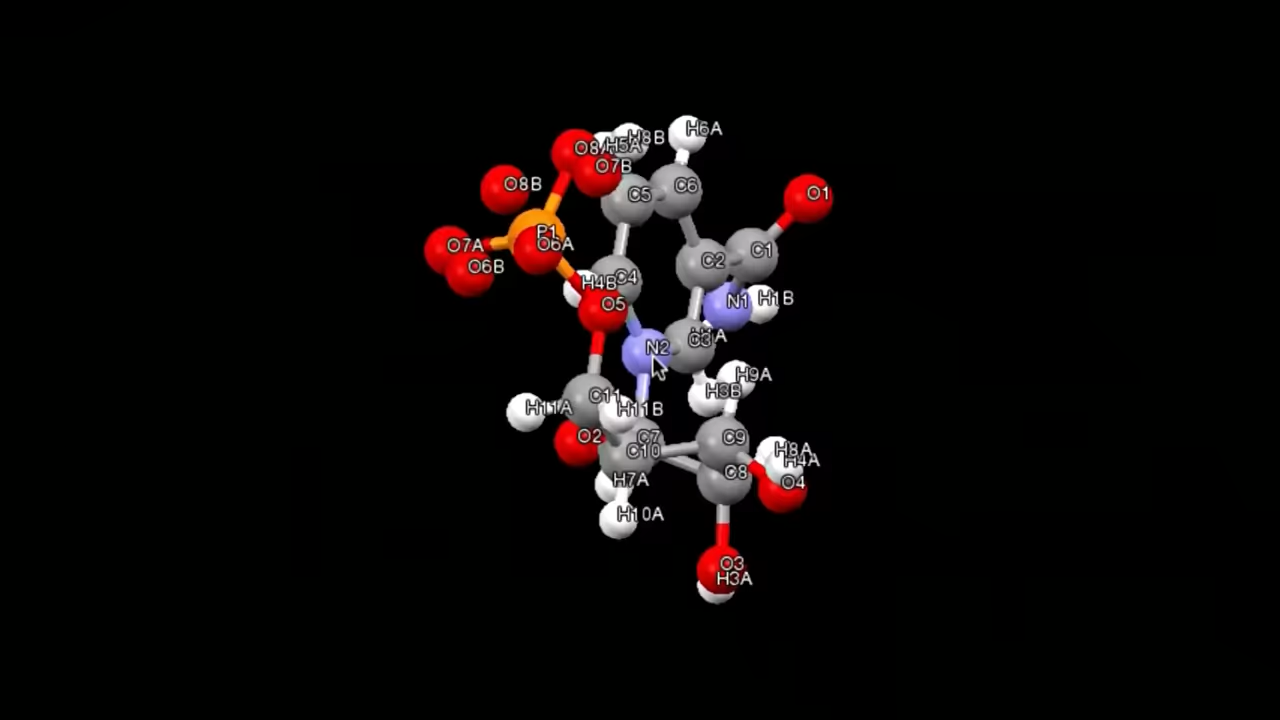 H6A
H8B
H5A
O8A
O7B
O8B
C6
C5
O1
P1
O6A
O7A
C1
C2
O6B
C4
H4B
N1
H1B
O5
C3
N2
H9A
H3B
C11
H11A
H11B
O2
C7
C9
C10
H8A
H4A
C8
H7A
O4
H10A
O3
H3A